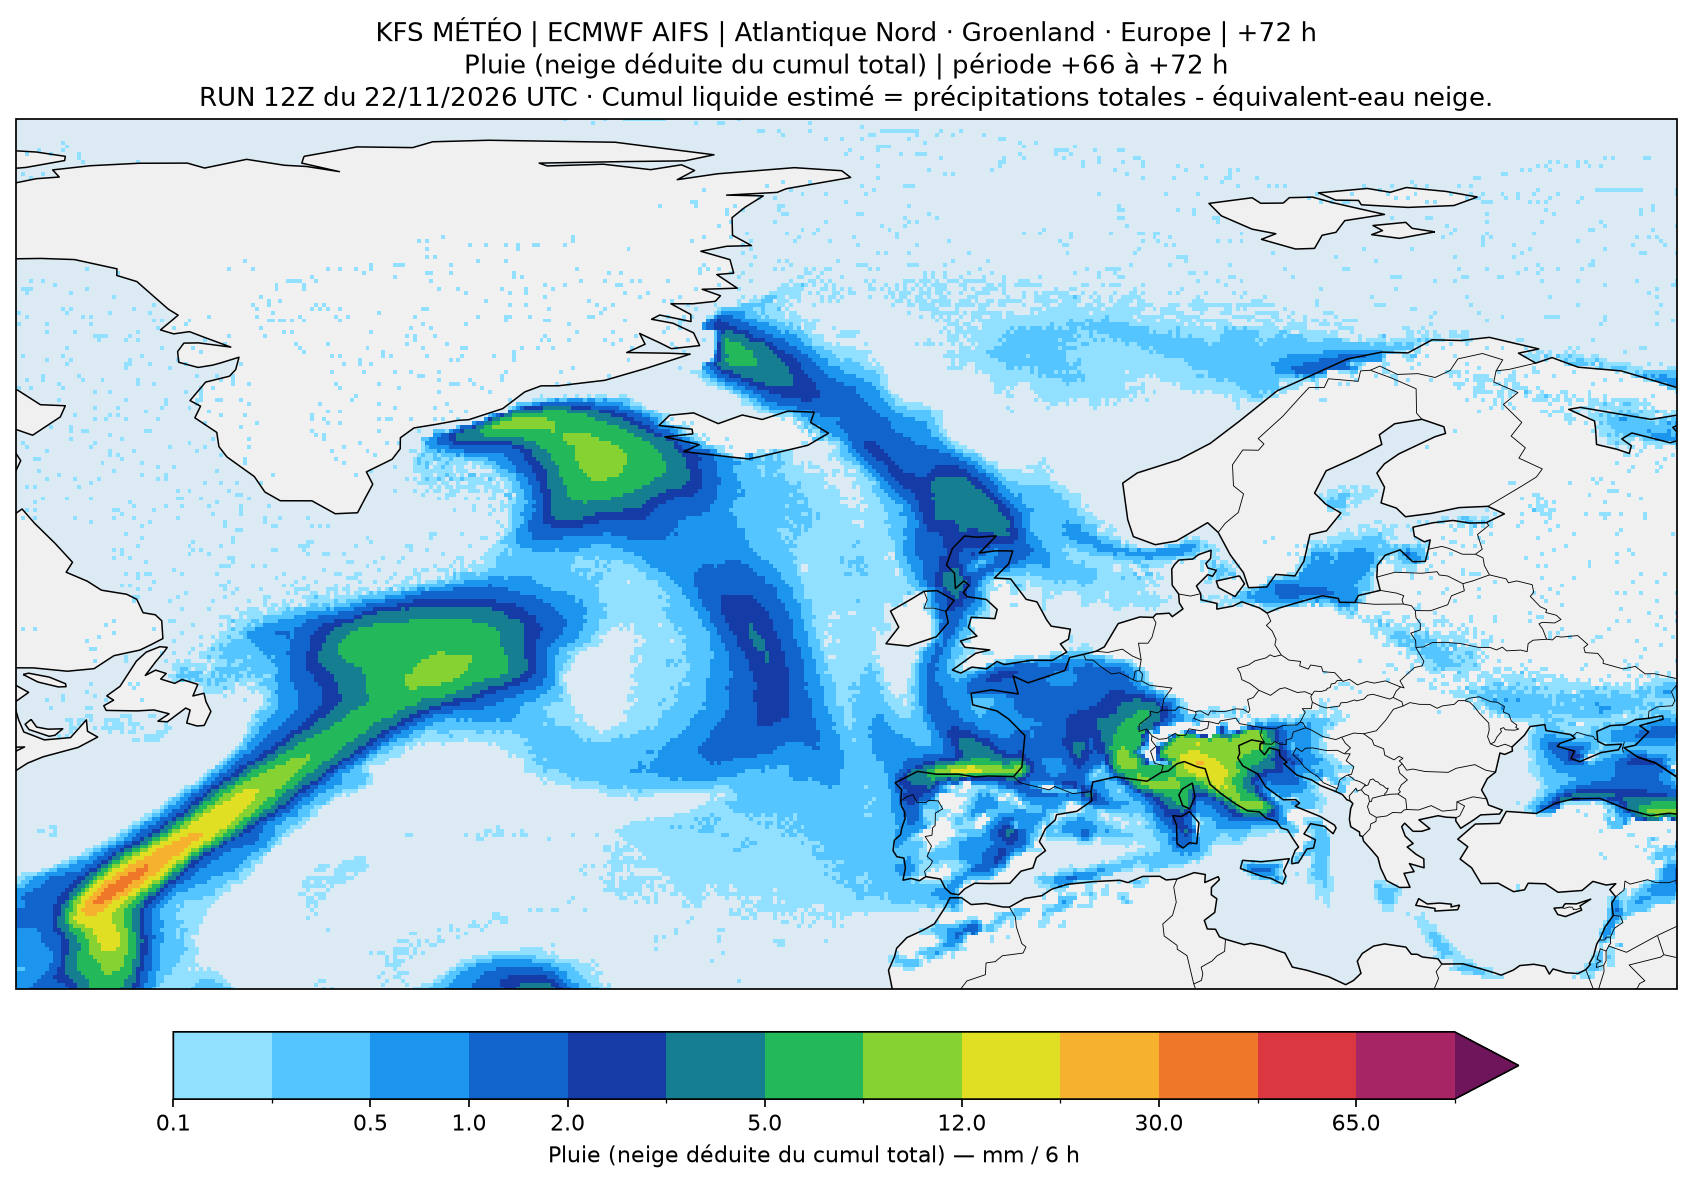 KFS MÉTÉO | ECMWF AIFS | Atlantique Nord · Groenland · Europe | +72 h
Pluie (neige déduite du cumul total) | période +66 à +72 h
RUN 12Z du 22/11/2026 UTC · Cumul liquide estimé = précipitations totales - équivalent-eau neige.
0.1 0.5 1.0 2.0 5.0 12.0 30.0 65.0
Pluie (neige déduite du cumul total) — mm / 6 h